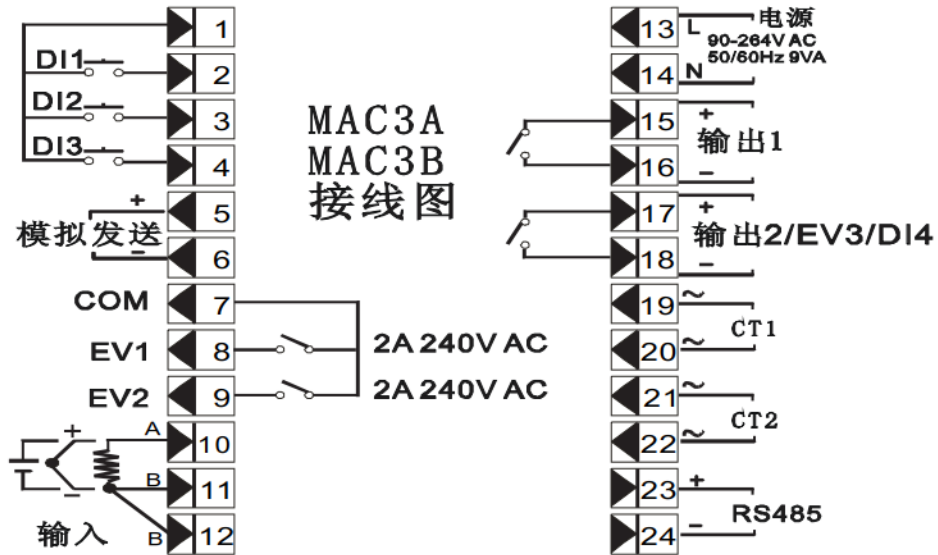 1
DI1
2
DI2
3
DI3
4
+
5
模拟发送
−
6
COM
7
EV1
8
2A 240V AC
EV2
9
2A 240V AC
+
A
10
−
B
11
输入
B
12
MAC3A
MAC3B
接线图
13
L
电源
90-264V AC
50/60Hz 9VA
14
N
15
+
输出1
16
−
17
+
输出2/EV3/DI4
18
−
19
~
CT1
20
~
21
~
CT2
22
~
23
+
RS485
24
−